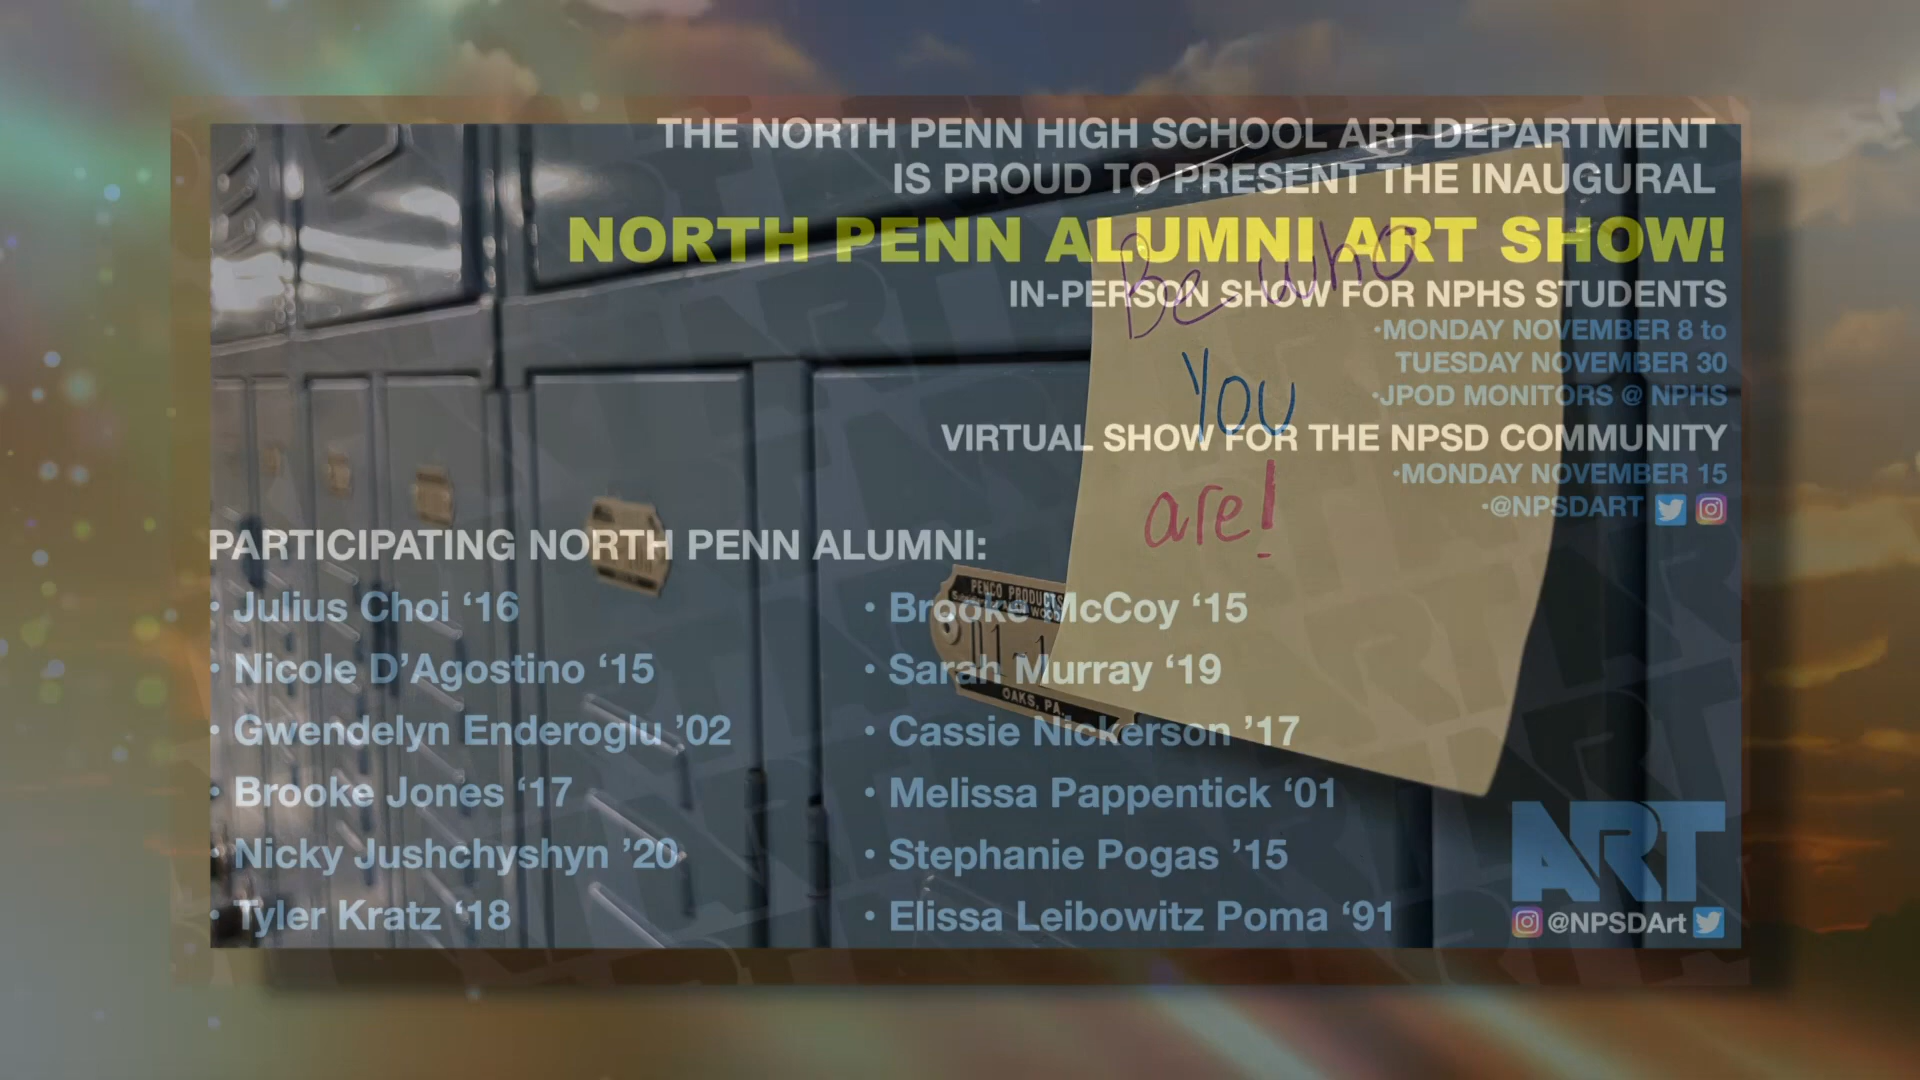 THE NORTH PENN HIGH SCHOOL ART DEPARTMENT
IS PROUD TO PRESENT THE INAUGURAL
NORTH PENN ALUMNI ART SHOW!
IN-PERSON SHOW FOR NPHS STUDENTS
•MONDAY NOVEMBER 8 to
TUESDAY NOVEMBER 30
•JPOD MONITORS @ NPHS
VIRTUAL SHOW FOR THE NPSD COMMUNITY
•MONDAY NOVEMBER 15
•@NPSDART
Be who
You
are!
PARTICIPATING NORTH PENN ALUMNI:
• Julius Choi ‘16
• Nicole D’Agostino ‘15
• Gwendelyn Enderoglu ’02
• Brooke Jones ‘17
• Nicky Jushchyshyn ’20
• Tyler Kratz ‘18
• Brooke McCoy ‘15
• Sarah Murray ‘19
• Cassie Nickerson ’17
• Melissa Pappentick ‘01
• Stephanie Pogas ’15
• Elissa Leibowitz Poma ‘91
PENCO PRODUCTS
OAKS, PA.
ART
@NPSDArt